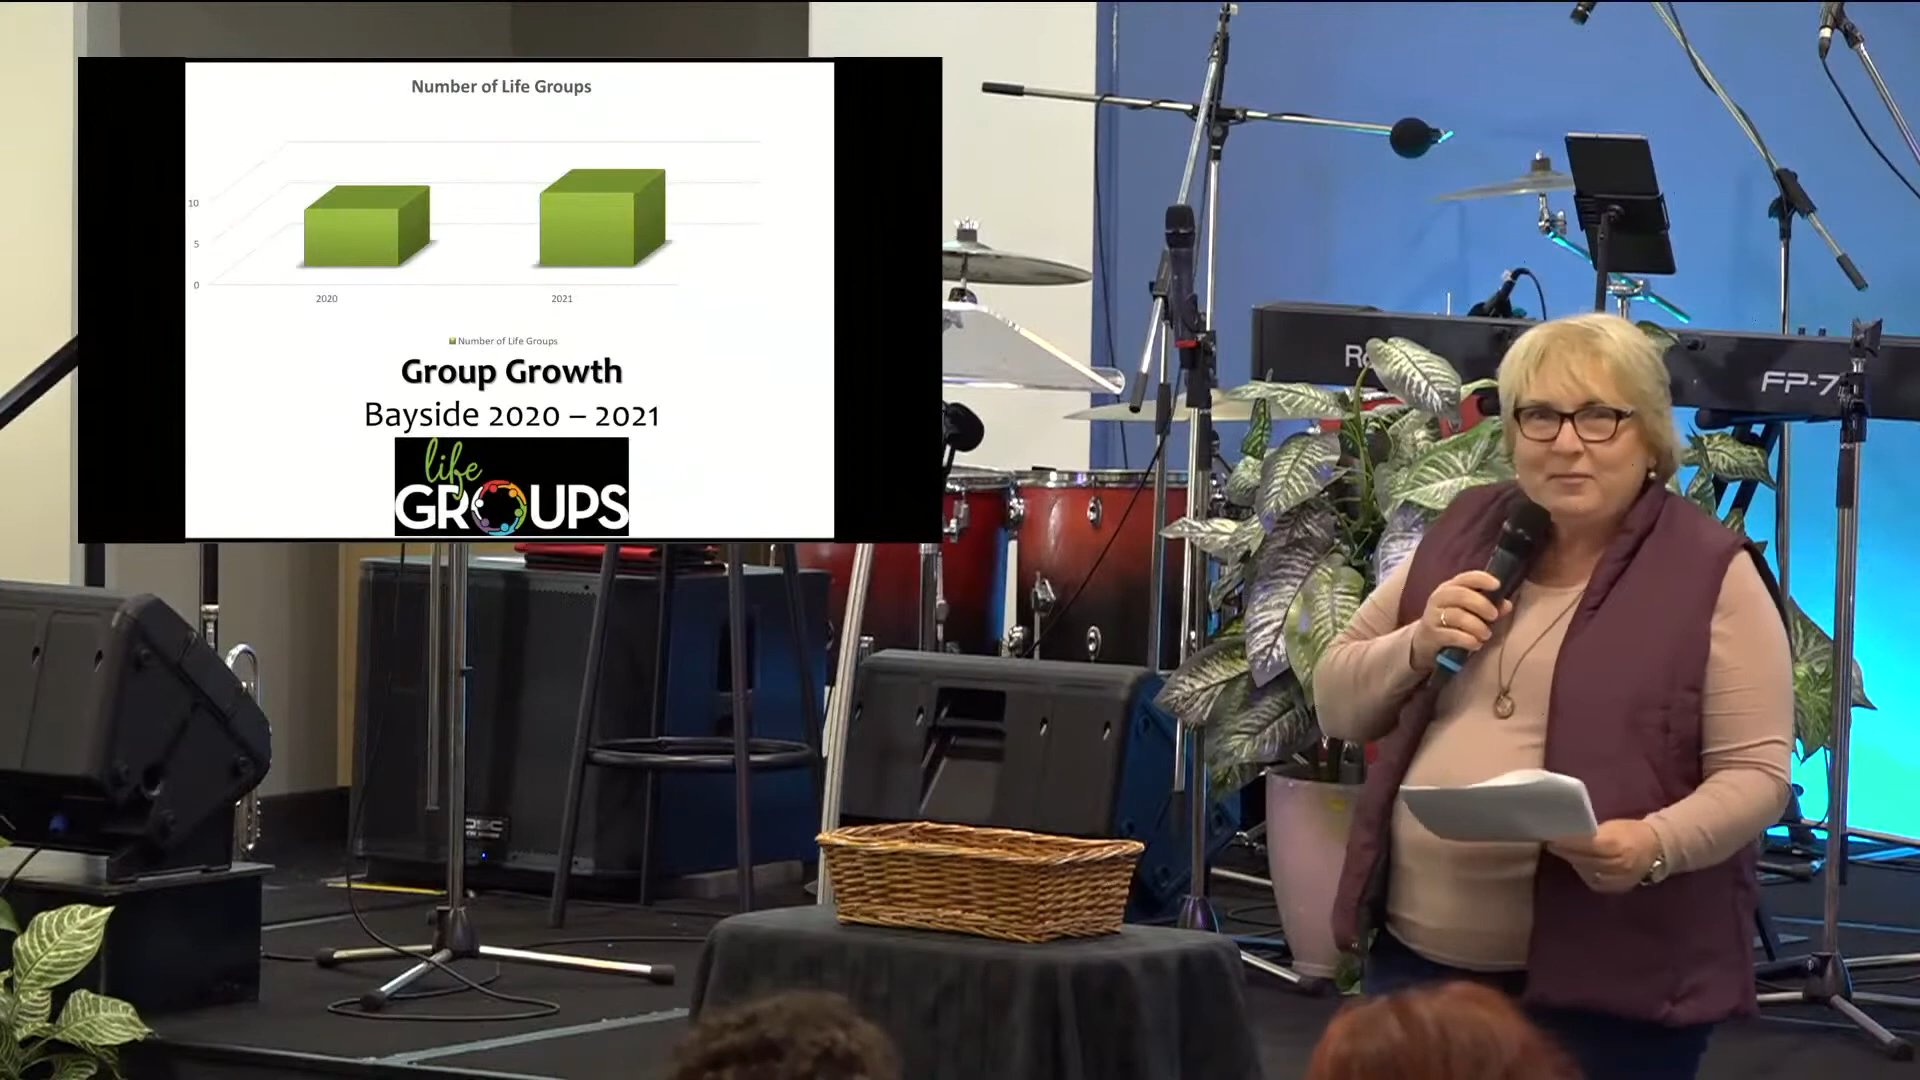 Number of Life Groups
10
5
0
2020
2021
Number of Life Groups
Group Growth
Bayside 2020 – 2021
life
GROUPS
FP-7
QSC